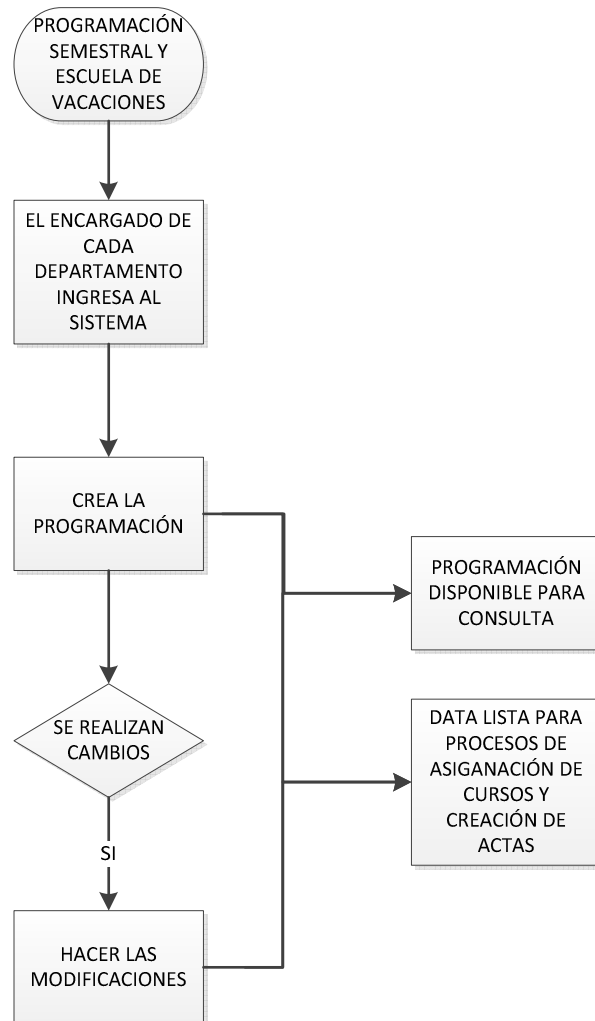 PROGRAMACIÓN
SEMESTRAL Y
ESCUELA DE
VACACIONES
EL ENCARGADO DE
CADA
DEPARTAMENTO
INGRESA AL
SISTEMA
CREA LA
PROGRAMACIÓN
PROGRAMACIÓN
DISPONIBLE PARA
CONSULTA
SE REALIZAN
CAMBIOS
DATA LISTA PARA
PROCESOS DE
ASIGANACIÓN DE
CURSOS Y
CREACIÓN DE
ACTAS
SI
HACER LAS
MODIFICACIONES